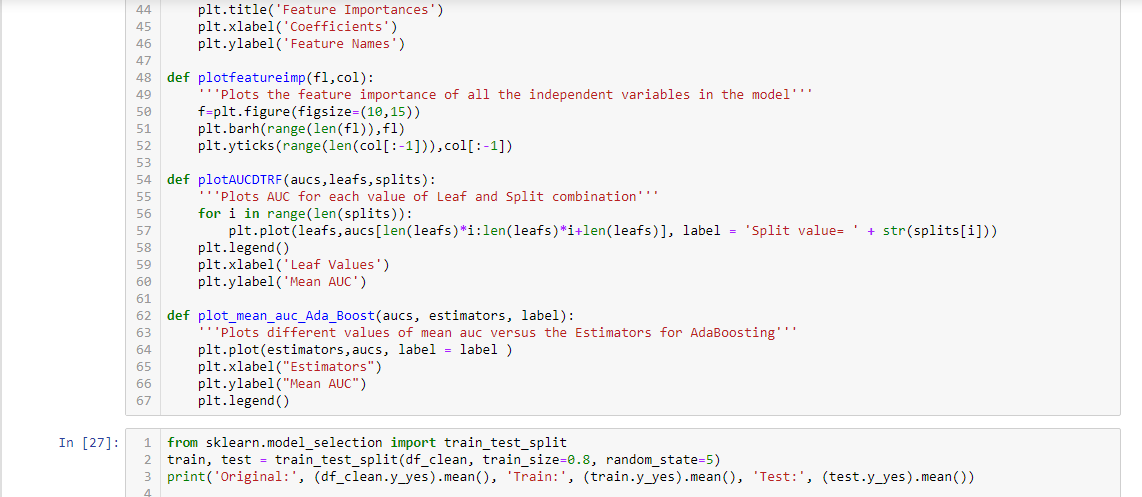 44 plt.title('Feature Importances')
45 plt.xlabel('Coefficients')
46 plt.ylabel('Feature Names')
47
48 def plotfeatureimp(fl,col):
49 '''Plots the feature importance of all the independent variables in the model'''
50 f=plt.figure(figsize=(10,15))
51 plt.barh(range(len(fl)),fl)
52 plt.yticks(range(len(col[:-1])),col[:-1])
53
54 def plotAUCDTRF(aucs,leafs,splits):
55 '''Plots AUC for each value of Leaf and Split combination'''
56 for i in range(len(splits)):
57 plt.plot(leafs,aucs[len(leafs)*i:len(leafs)*i+len(leafs)], label = 'Split value= ' + str(splits[i]))
58 plt.legend()
59 plt.xlabel('Leaf Values')
60 plt.ylabel('Mean AUC')
61
62 def plot_mean_auc_Ada_Boost(aucs, estimators, label):
63 '''Plots different values of mean auc versus the Estimators for AdaBoosting'''
64 plt.plot(estimators,aucs, label = label )
65 plt.xlabel("Estimators")
66 plt.ylabel("Mean AUC")
67 plt.legend()
In [27]: 1 from sklearn.model_selection import train_test_split
2 train, test = train_test_split(df_clean, train_size=0.8, random_state=5)
3 print('Original:', (df_clean.y_yes).mean(), 'Train:', (train.y_yes).mean(), 'Test:', (test.y_yes).mean())
4